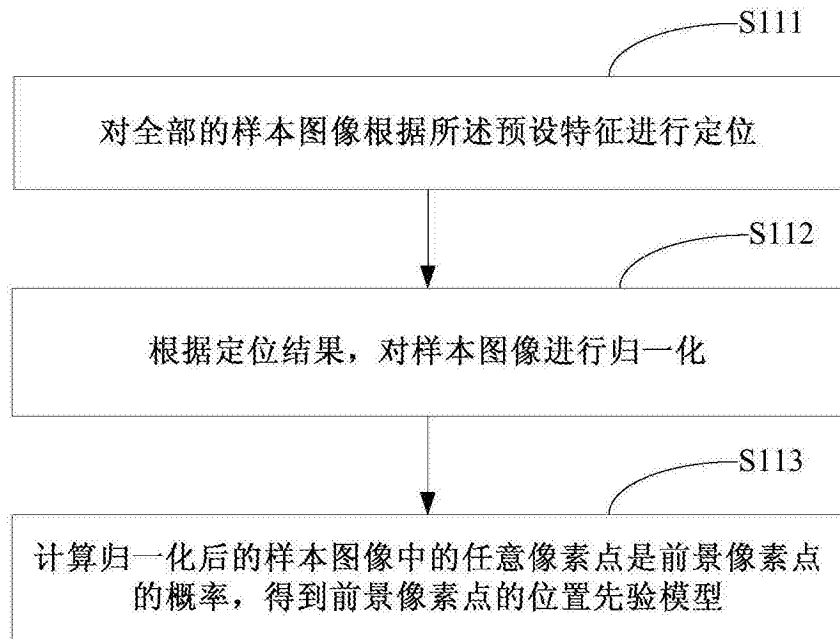 S111
对全部的样本图像根据所述预设特征进行定位
S112
根据定位结果，对样本图像进行归一化
S113
计算归一化后的样本图像中的任意像素点是前景像素点
的概率，得到前景像素点的位置先验模型